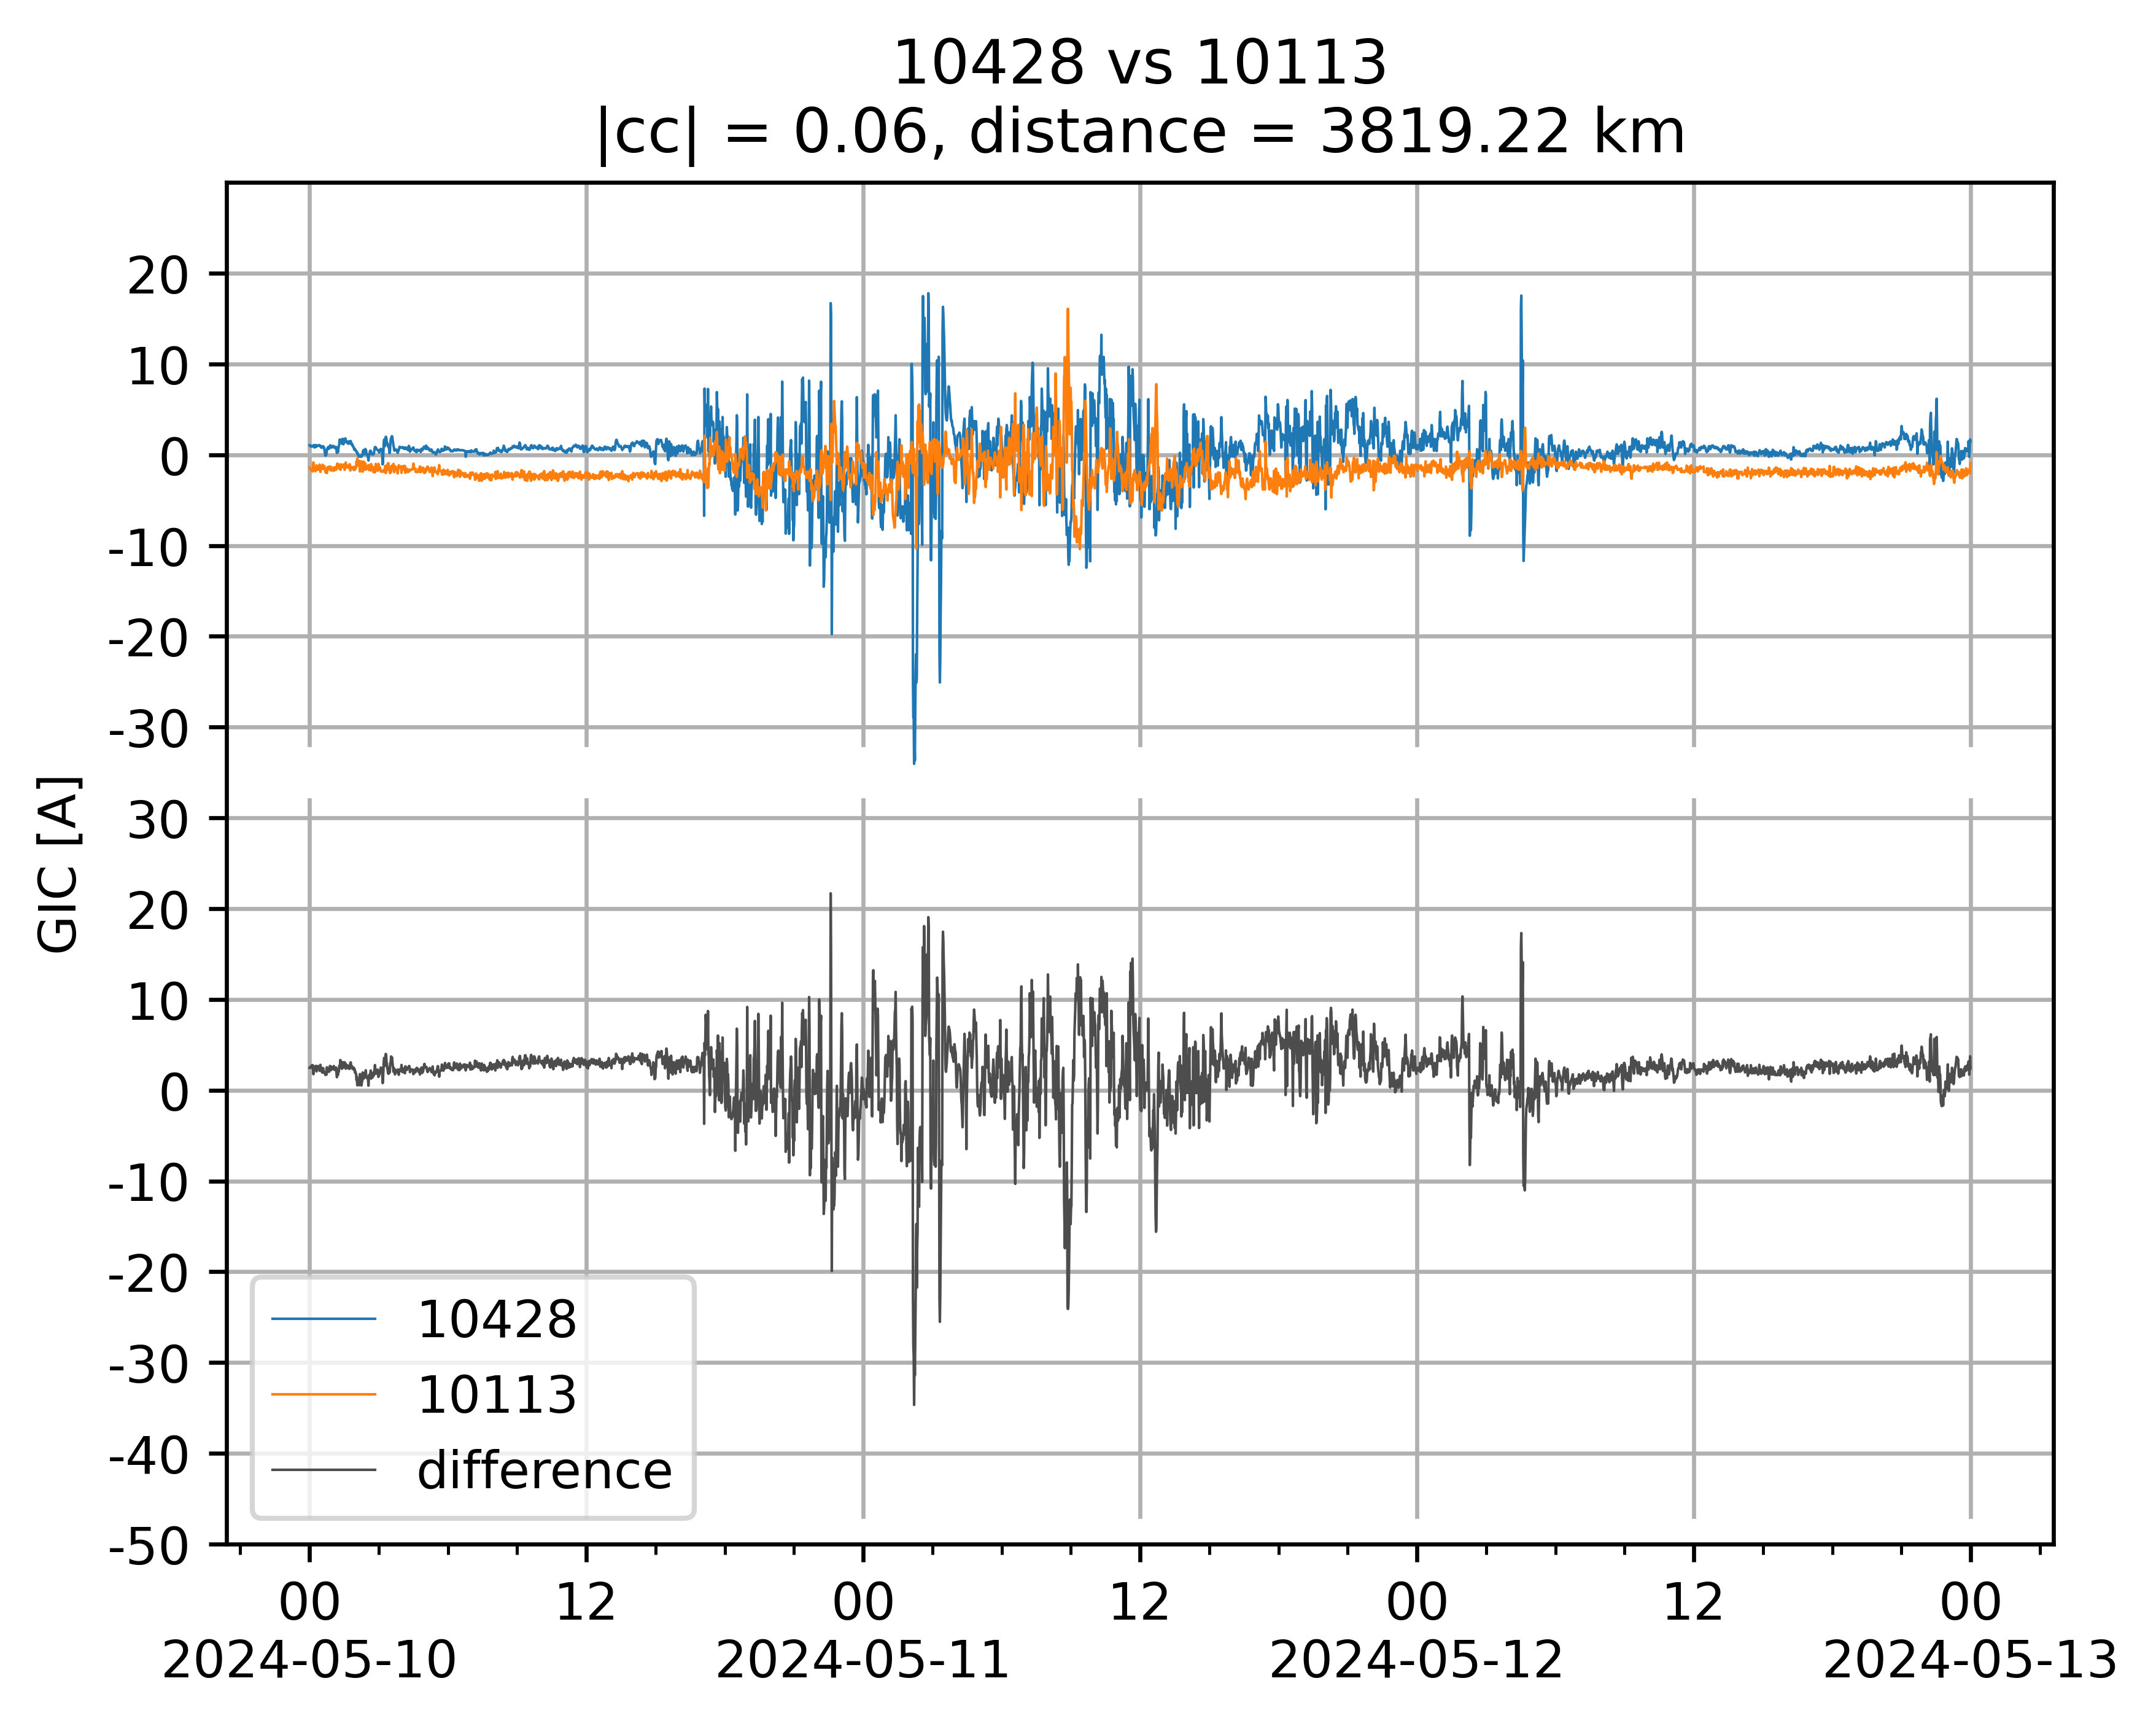 10428 vs 10113
|cc| = 0.06, distance = 3819.22 km
20
10
0
-10
-20
-30
30
20
10
0
-10
-20
-30
-40
-50
GIC [A]
10428
10113
difference
00 12 00 12 00 12 00
2024-05-10 2024-05-11 2024-05-12 2024-05-13